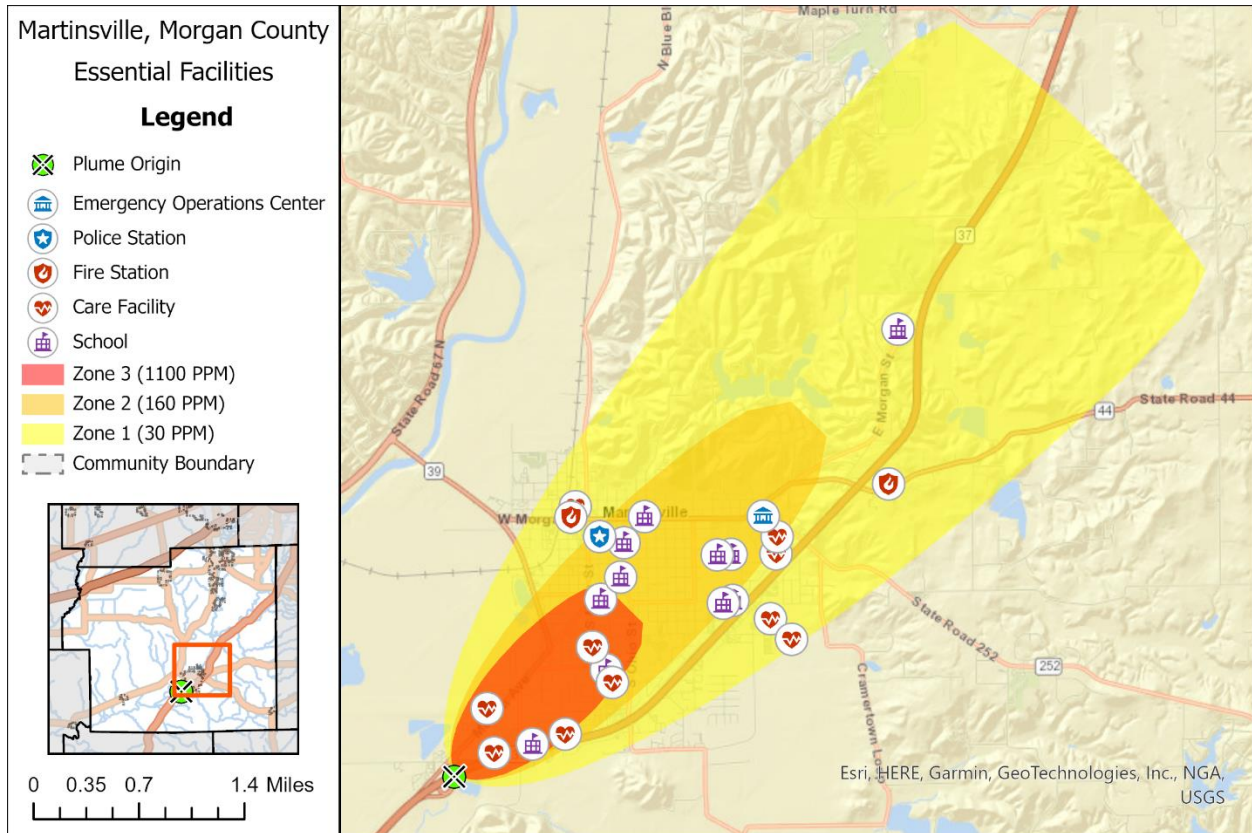 Martinsville, Morgan County
Essential Facilities
Legend
Plume Origin
Emergency Operations Center
Police Station
Fire Station
Care Facility
School
Zone 3 (1100 PPM)
Zone 2 (160 PPM)
Zone 1 (30 PPM)
Community Boundary
0 0.35 0.7 1.4 Miles
Maple Turn Rd
N Blue Bl
State Road 67 N
37
E Morgan St
44
State Road 44
39
W Morga
Martinsville
State Road 252
252
Cramertown Loo
Esri, HERE, Garmin, GeoTechnologies, Inc., NGA,
USGS